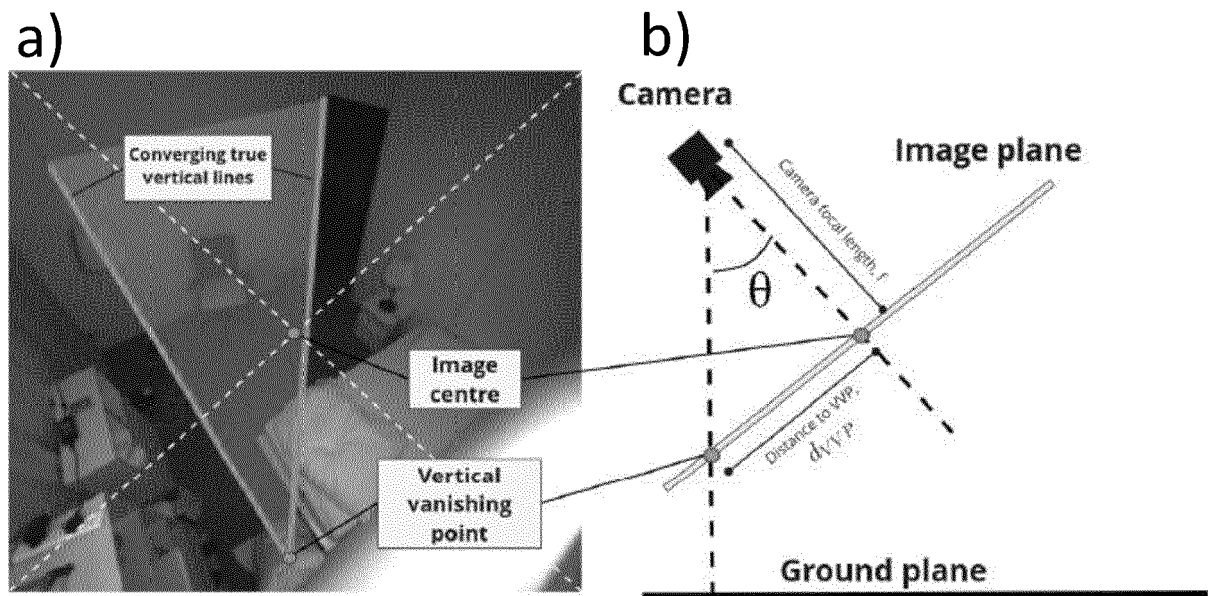 a)
Converging true
vertical lines
Image
centre
Vertical
vanishing
point
b)
Camera
Image plane
Camera focal length, f
θ
Distance to VVP,
dVVP
Ground plane